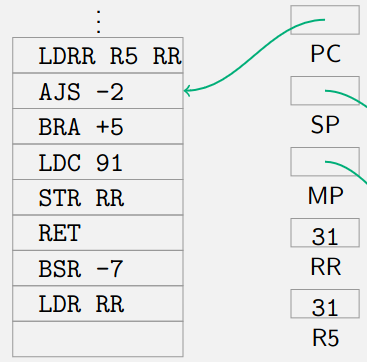 LDRR R5 RR
AJS -2
BRA +5
LDC 91
STR RR
RET
BSR -7
LDR RR
PC
SP
MP
31
RR
31
R5